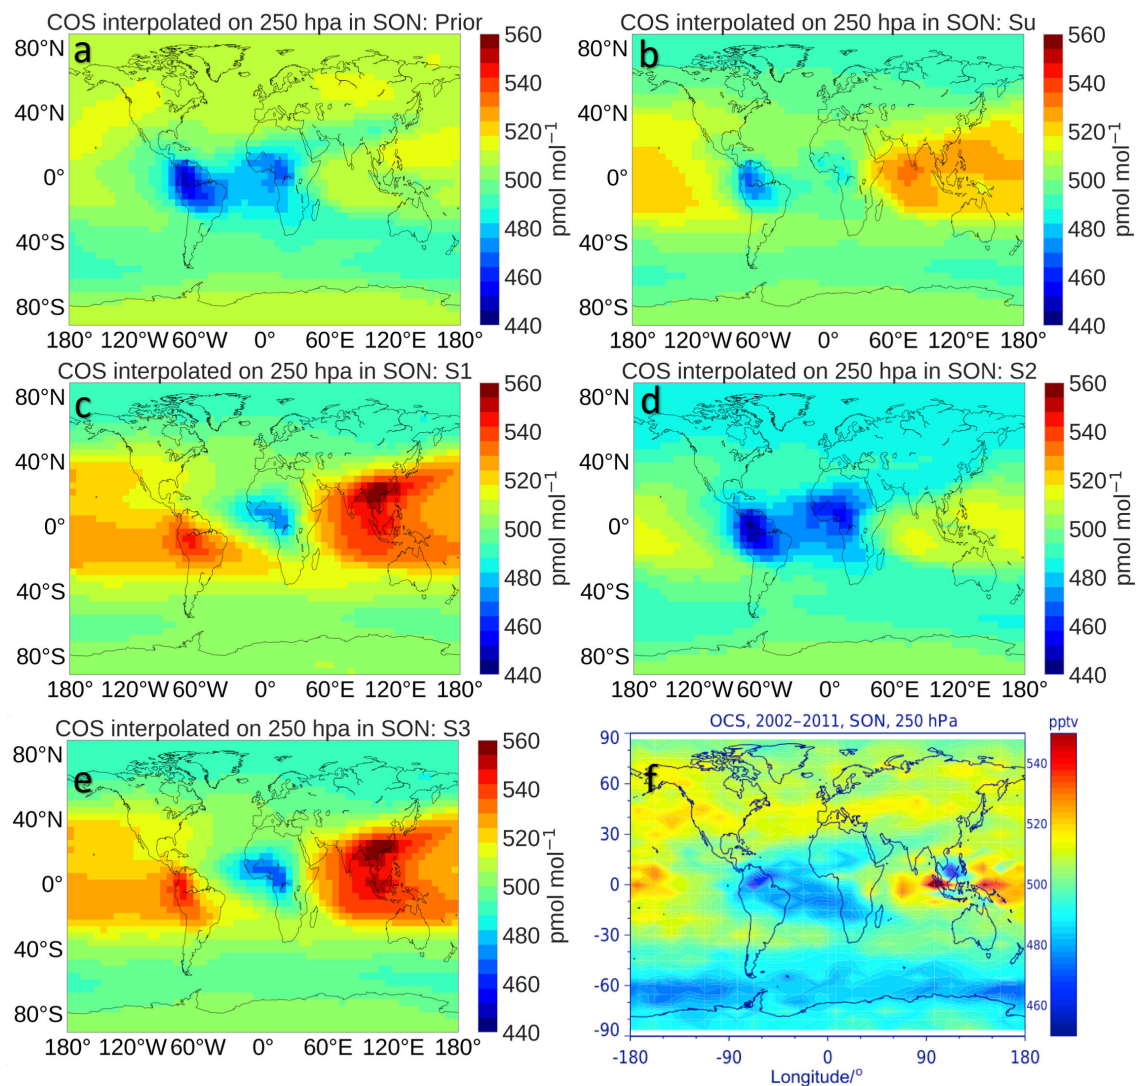 COS interpolated on 250 hpa in SON: Prior
a
80°N
40°N
0°
40°S
80°S
180° 120°W 60°W 0° 60°E 120°E 180°
560
540
520
500
480
460
440
pmol mol⁻¹
COS interpolated on 250 hpa in SON: Su
b
80°N
40°N
0°
40°S
80°S
180° 120°W 60°W 0° 60°E 120°E 180°
560
540
520
500
480
460
440
pmol mol⁻¹
COS interpolated on 250 hpa in SON: S1
c
80°N
40°N
0°
40°S
80°S
180° 120°W 60°W 0° 60°E 120°E 180°
560
540
520
500
480
460
440
pmol mol⁻¹
COS interpolated on 250 hpa in SON: S2
d
80°N
40°N
0°
40°S
80°S
180° 120°W 60°W 0° 60°E 120°E 180°
560
540
520
500
480
460
440
pmol mol⁻¹
COS interpolated on 250 hpa in SON: S3
e
80°N
40°N
0°
40°S
80°S
180° 120°W 60°W 0° 60°E 120°E 180°
560
540
520
500
480
460
440
pmol mol⁻¹
OCS, 2002–2011, SON, 250 hPa
pptv
f
90
60
30
0
-30
-60
-90
-180 -90 0 90 180
Longitude/°
540
520
500
480
460